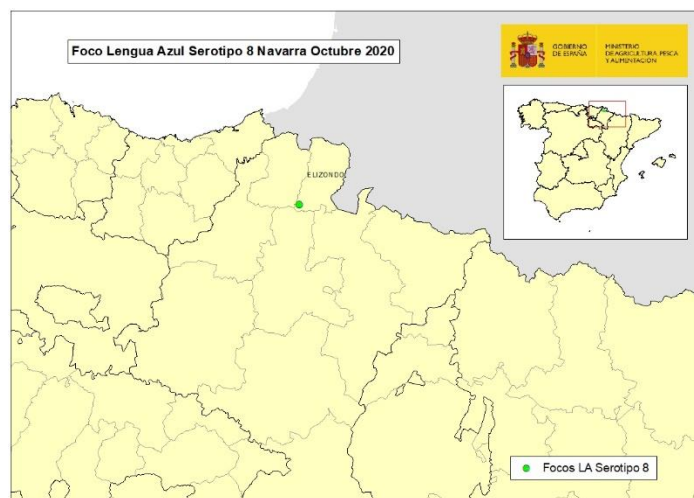 Foco Lengua Azul Serotipo 8 Navarra Octubre 2020
GOBIERNO
DE ESPAÑA
MINISTERIO
DE AGRICULTURA, PESCA
Y ALIMENTACIÓN
ELIZONDO
Focos LA Serotipo 8